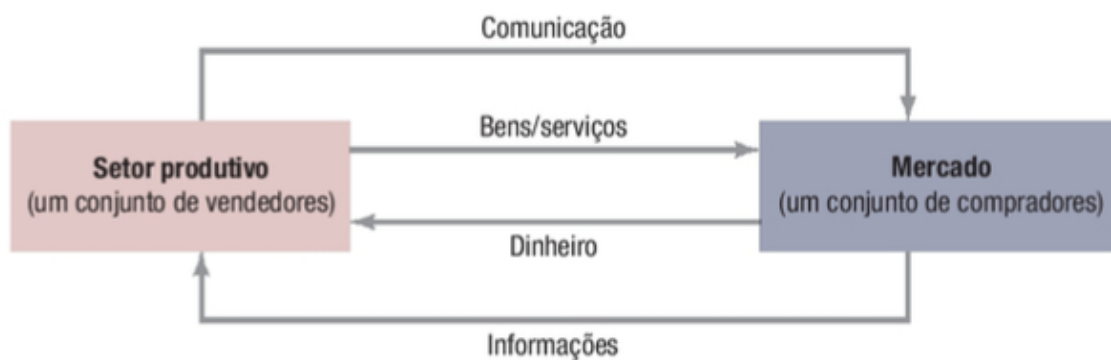 Comunicação
Bens/serviços
Setor produtivo
(um conjunto de vendedores)
Mercado
(um conjunto de compradores)
Dinheiro
Informações